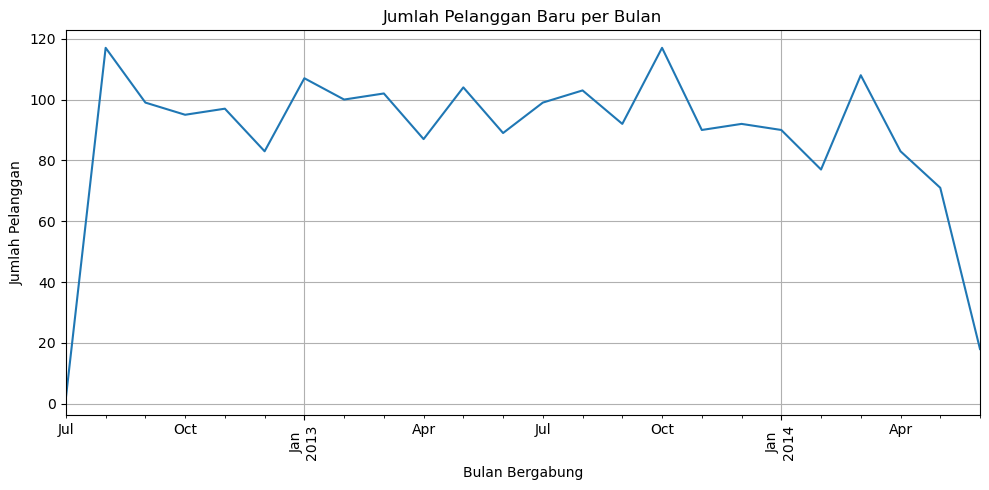 Jumlah Pelanggan Baru per Bulan
120
100
80
60
40
20
0
Jumlah Pelanggan
Jul
Oct
Jan
2013
Apr
Jul
Oct
Jan
2014
Apr
Bulan Bergabung